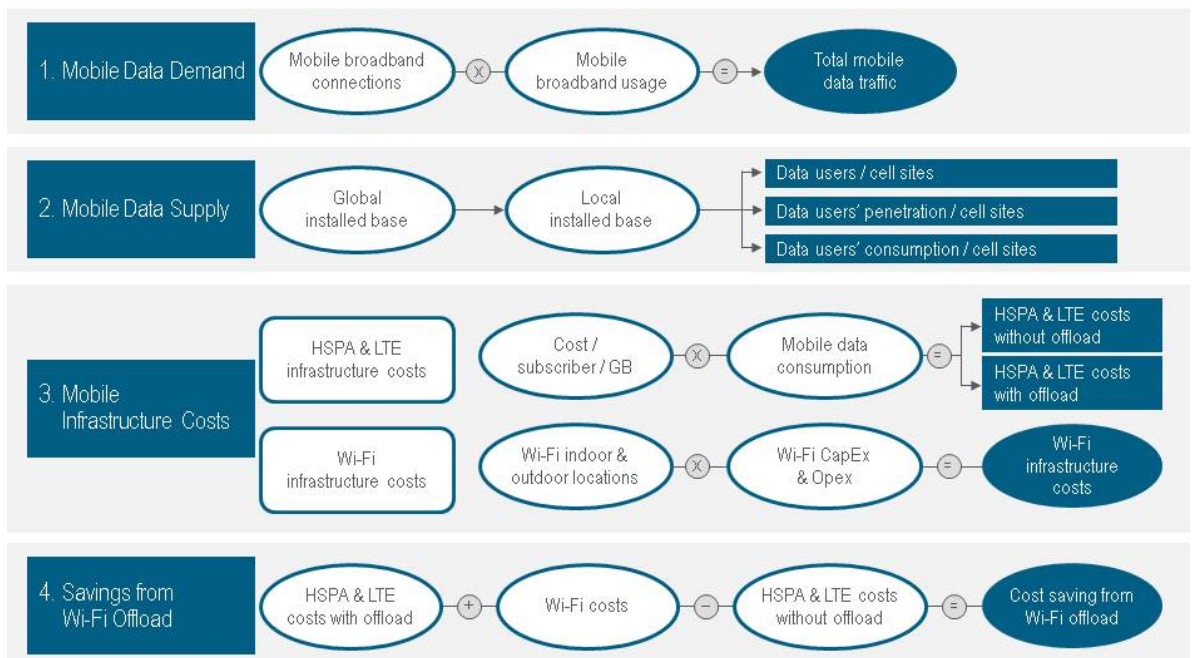 1. Mobile Data Demand
Mobile broadband
connections
X
Mobile
broadband usage
=
Total mobile
data traffic
2. Mobile Data Supply
Global
installed base
Local
installed base
Data users / cell sites
Data users' penetration / cell sites
Data users' consumption / cell sites
3. Mobile
Infrastructure Costs
HSPA & LTE
infrastructure costs
Cost /
subscriber / GB
X
Mobile data
consumption
=
HSPA & LTE costs
without offload
HSPA & LTE costs
with offload
Wi-Fi
infrastructure costs
Wi-Fi indoor &
outdoor locations
X
Wi-Fi CapEx
& Opex
=
Wi-Fi
infrastructure
costs
4. Savings from
Wi-Fi Offload
HSPA & LTE
costs with offload
+
Wi-Fi costs
−
HSPA & LTE costs
without offload
=
Cost saving from
Wi-Fi offload